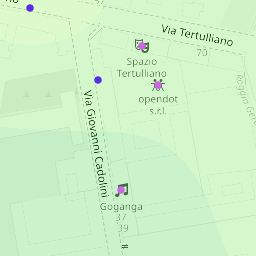 Via Tertulliano
70
Spazio
Tertulliano
opendot
s.r.l.
Via Giovanni Cadolini
Goganga
37
39